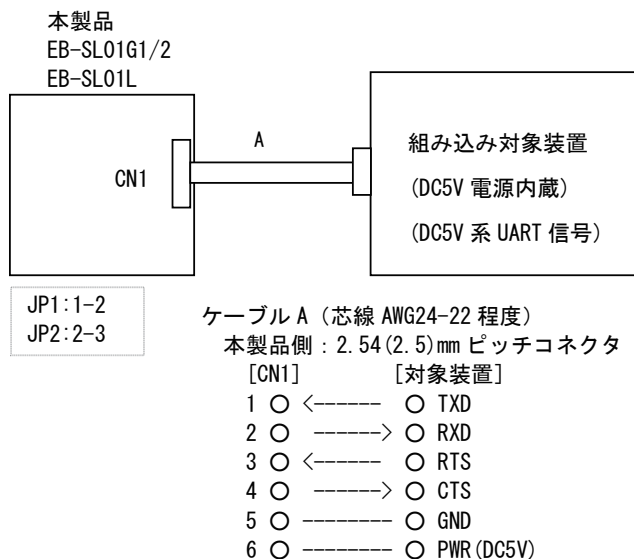 本製品
EB-SL01G1/2
EB-SL01L
CN1
A
組み込み対象装置
(DC5V 電源内蔵)
(DC5V 系 UART 信号)
JP1:1-2
JP2:2-3
ケーブル A (芯線 AWG24-22 程度)
本製品側:2.54(2.5)mm ピッチコネクタ
[CN1] [対象装置]
1 ○ <------ ○ TXD
2 ○ ------> ○ RXD
3 ○ <------ ○ RTS
4 ○ ------> ○ CTS
5 ○ -------- ○ GND
6 ○ -------- ○ PWR(DC5V)